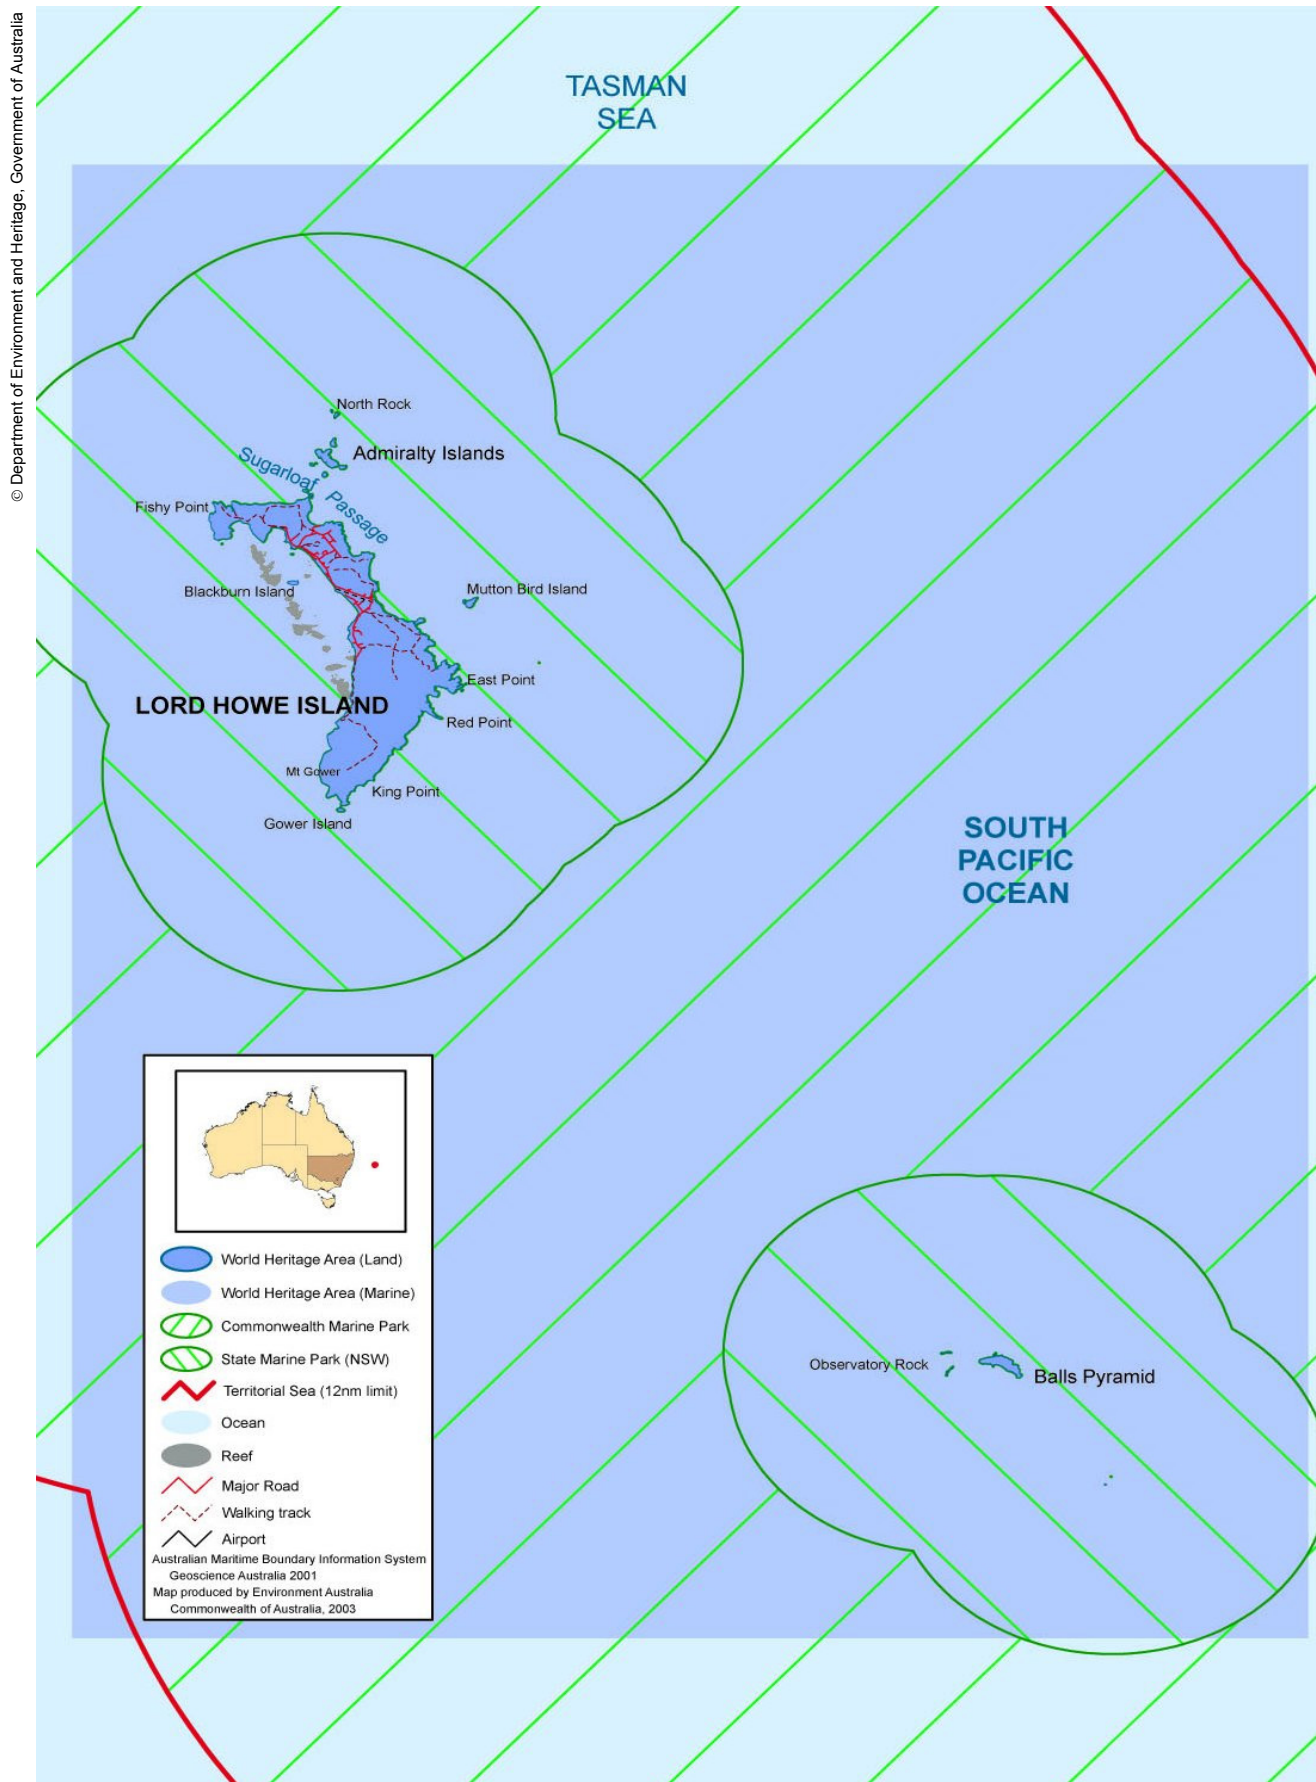 © Department of Environment and Heritage, Government of Australia
TASMAN
SEA
North Rock
Admiralty Islands
Sugarloaf Passage
Fishy Point
Blackburn Island
Mutton Bird Island
East Point
LORD HOWE ISLAND
Red Point
Mt Gower
King Point
Gower Island
SOUTH
PACIFIC
OCEAN
Observatory Rock
Balls Pyramid
World Heritage Area (Land)
World Heritage Area (Marine)
Commonwealth Marine Park
State Marine Park (NSW)
Territorial Sea (12nm limit)
Ocean
Reef
Major Road
Walking track
Airport
Australian Maritime Boundary Information System
Geoscience Australia 2001
Map produced by Environment Australia
Commonwealth of Australia, 2003